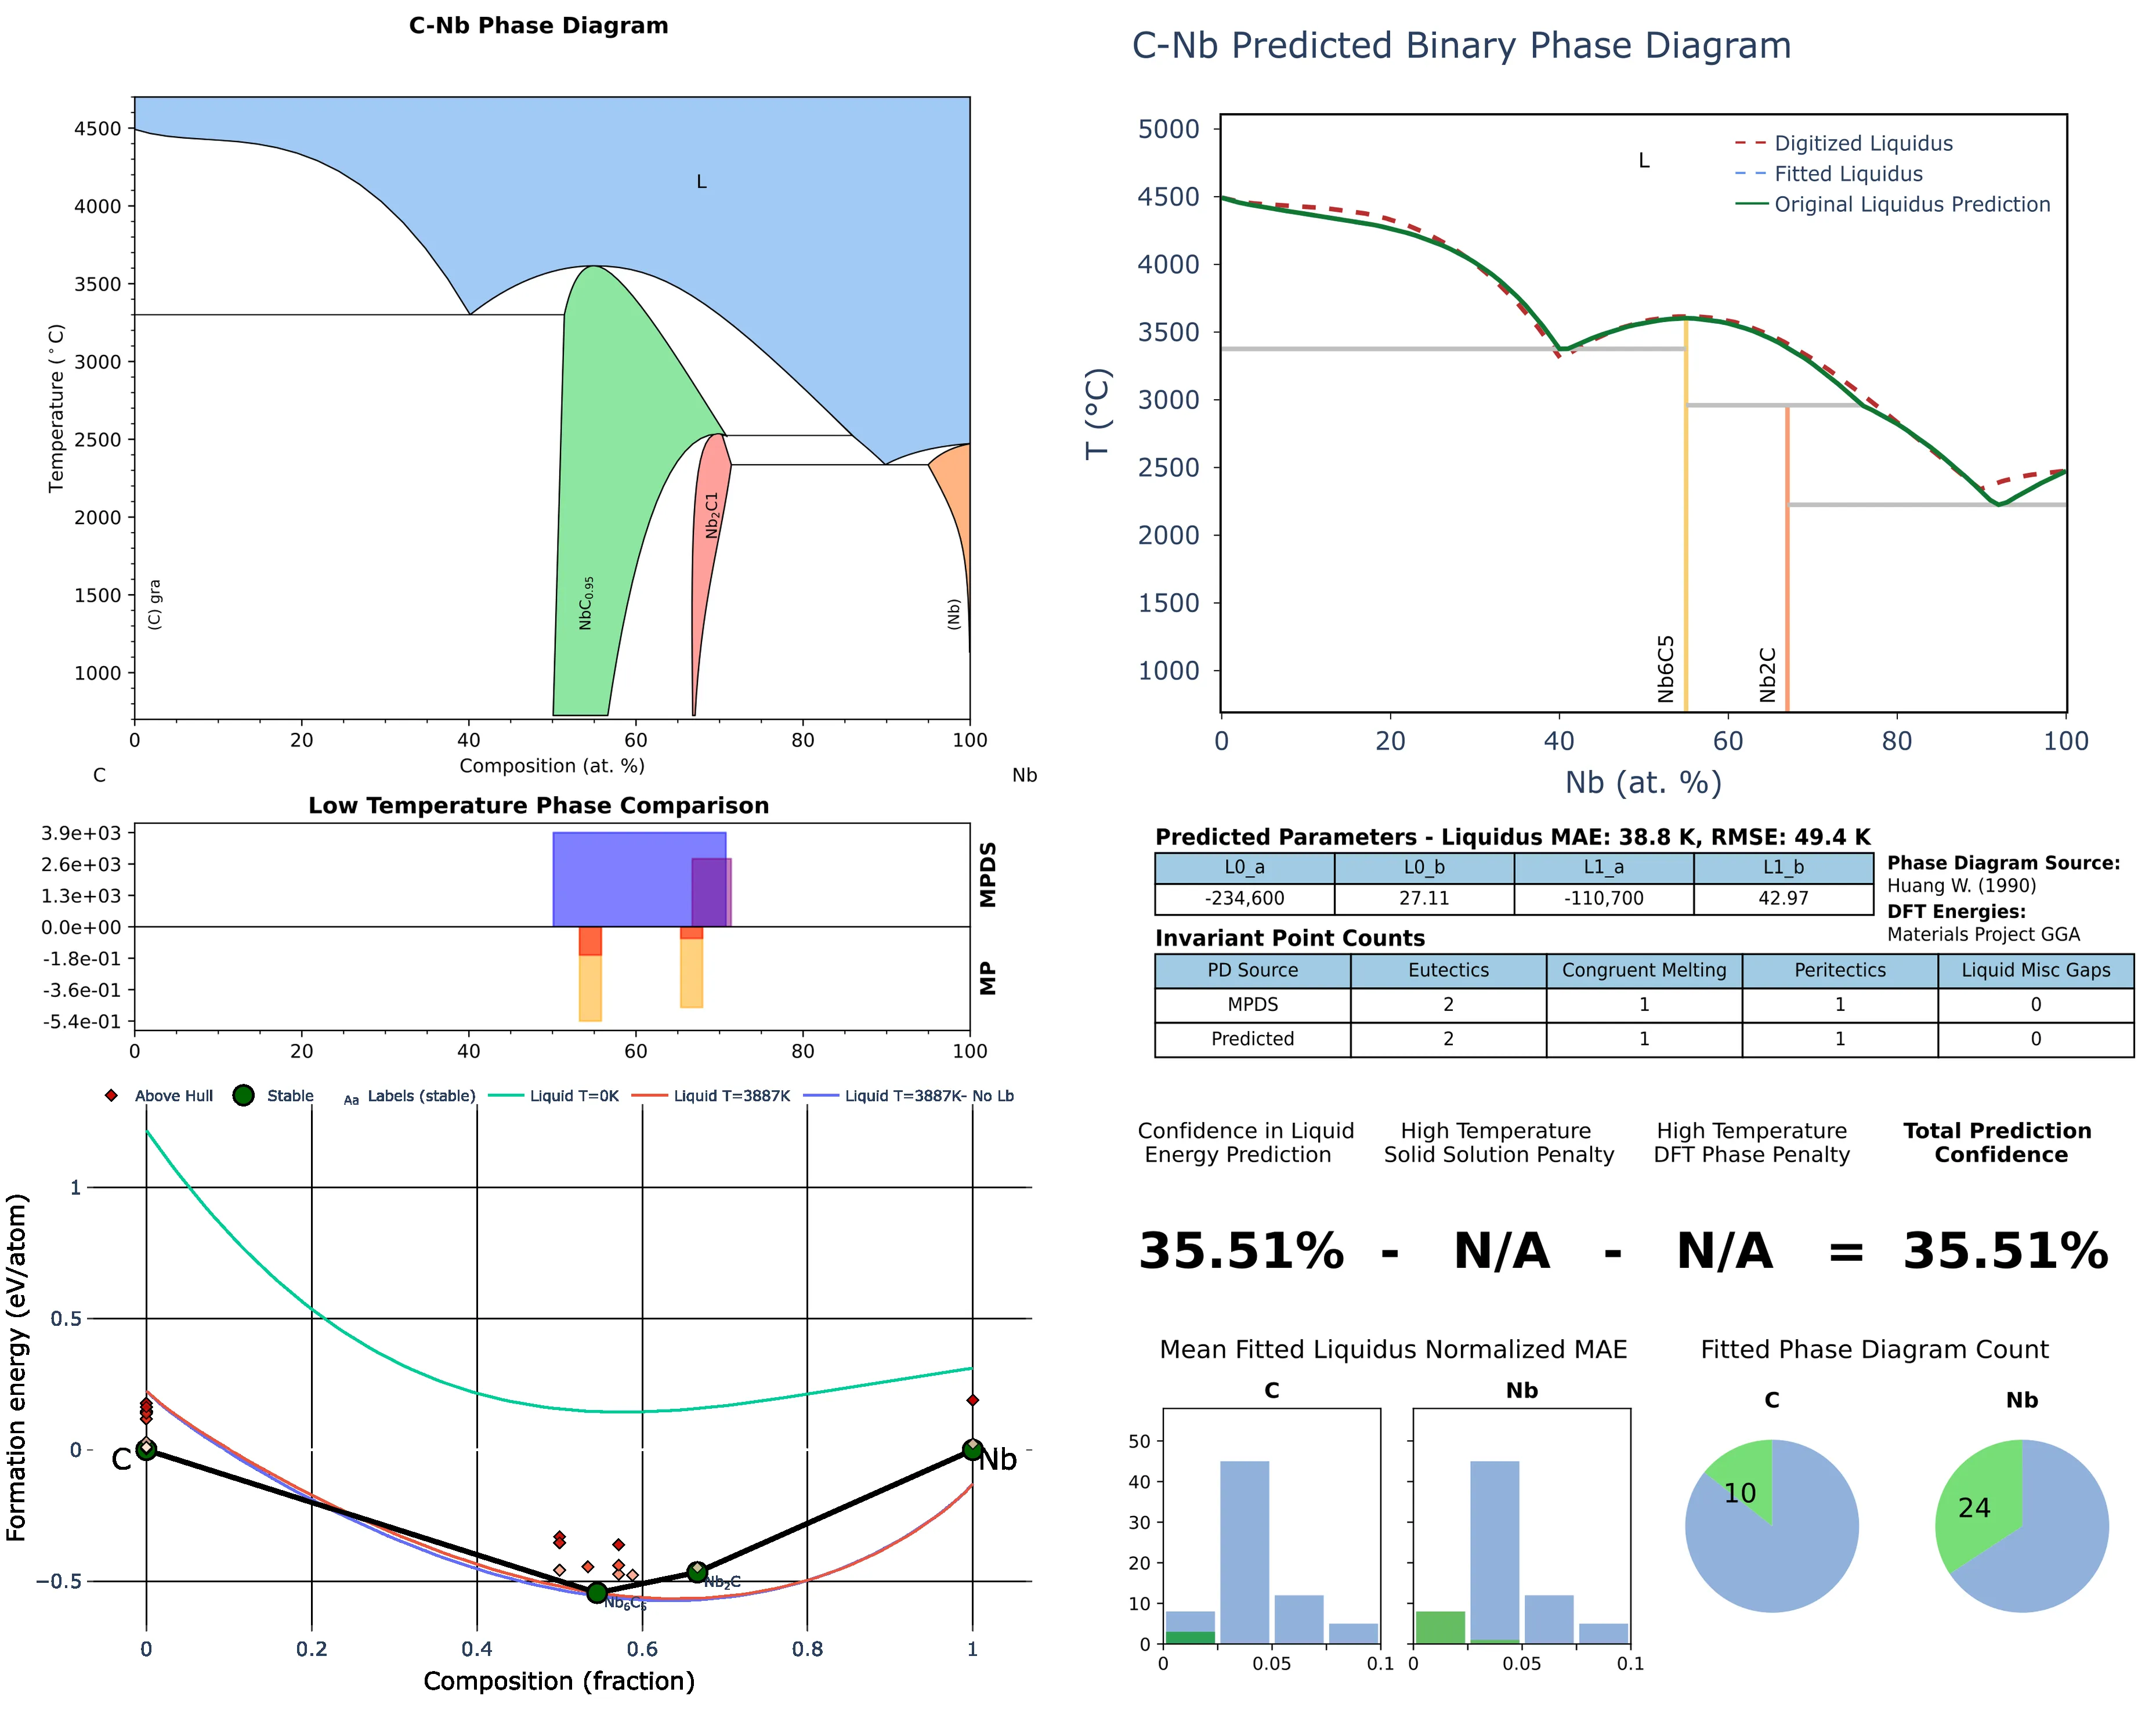 C-Nb Phase Diagram
4500
4000
3500
3000
2500
2000
1500
1000
Temperature (°C)
L
NbC0.95
Nb2C1
(C) gra
(Nb)
0 20 40 60 80 100
Composition (at. %)
C Nb
C-Nb Predicted Binary Phase Diagram
5000
4500
4000
3500
3000
2500
2000
1500
1000
T (°C)
L
Digitized Liquidus
Fitted Liquidus
Original Liquidus Prediction
Nb6C5
Nb2C
0 20 40 60 80 100
Nb (at. %)
Low Temperature Phase Comparison
3.9e+03
2.6e+03
1.3e+03
0.0e+00
-1.8e-01
-3.6e-01
-5.4e-01
MPDS
MP
0 20 40 60 80 100
Predicted Parameters - Liquidus MAE: 38.8 K, RMSE: 49.4 K
L0_a L0_b L1_a L1_b
-234,600 27.11 -110,700 42.97
Phase Diagram Source:
Huang W. (1990)
DFT Energies:
Materials Project GGA
Invariant Point Counts
PD Source Eutectics Congruent Melting Peritectics Liquid Misc Gaps
MPDS 2 1 1 0
Predicted 2 1 1 0
Above Hull Stable Aa Labels (stable) Liquid T=0K Liquid T=3887K Liquid T=3887K- No Lb
1
0.5
0
−0.5
Formation energy (eV/atom)
C
Nb
Nb6C5
Nb2C
0 0.2 0.4 0.6 0.8 1
Composition (fraction)
Confidence in Liquid
Energy Prediction
High Temperature
Solid Solution Penalty
High Temperature
DFT Phase Penalty
Total Prediction
Confidence
35.51% - N/A - N/A = 35.51%
Mean Fitted Liquidus Normalized MAE
C
Nb
50
40
30
20
10
0
0 0.05 0.1
0 0.05 0.1
Fitted Phase Diagram Count
C
Nb
10
24